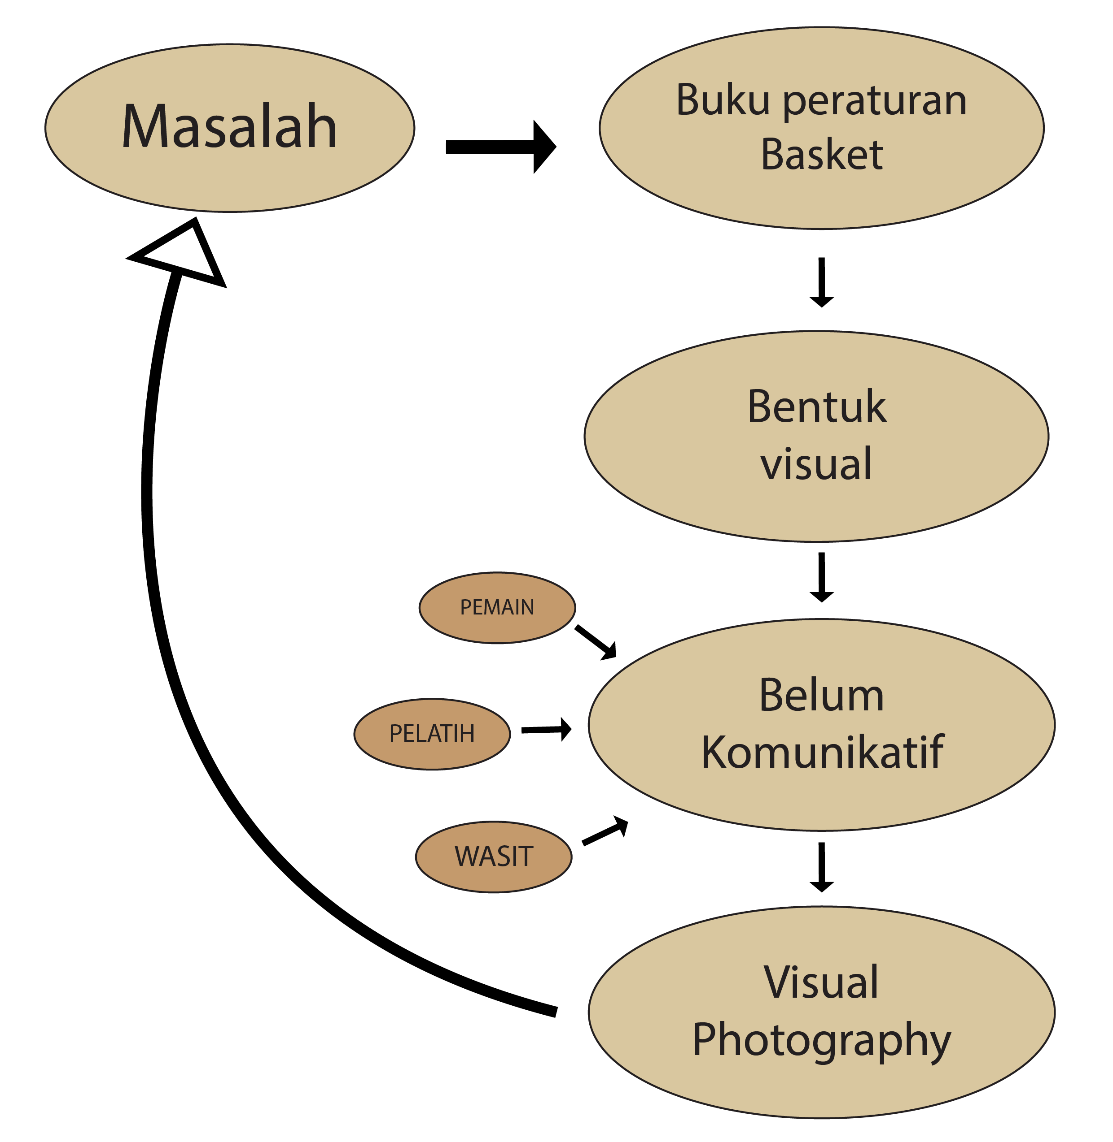 Masalah
Buku peraturan
Basket
Bentuk
visual
PEMAIN
PELATIH
WASIT
Belum
Komunikatif
Visual
Photography